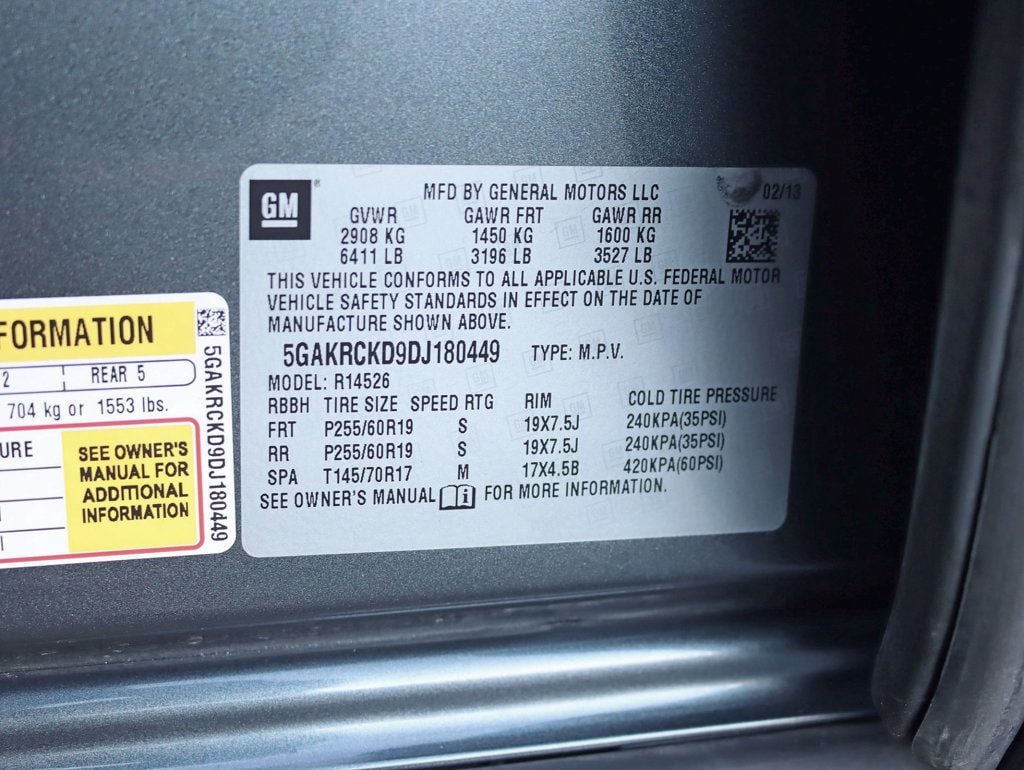 GM
MFD BY GENERAL MOTORS LLC 02/13
GVWR GAWR FRT GAWR RR
2908 KG 1450 KG 1600 KG
6411 LB 3196 LB 3527 LB
THIS VEHICLE CONFORMS TO ALL APPLICABLE U.S. FEDERAL MOTOR
VEHICLE SAFETY STANDARDS IN EFFECT ON THE DATE OF
MANUFACTURE SHOWN ABOVE.
5GAKRCKD9DJ180449 TYPE: M.P.V.
MODEL: R14526
RBBH TIRE SIZE SPEED RTG RIM COLD TIRE PRESSURE
FRT P255/60R19 S 19X7.5J 240KPA(35PSI)
RR P255/60R19 S 19X7.5J 240KPA(35PSI)
SPA T145/70R17 M 17X4.5B 420KPA(60PSI)
SEE OWNER'S MANUAL i FOR MORE INFORMATION.
FORMATION
2 REAR 5
704 kg or 1553 lbs.
URE
SEE OWNER'S
MANUAL FOR
ADDITIONAL
INFORMATION
5GAKRCKD9DJ180449